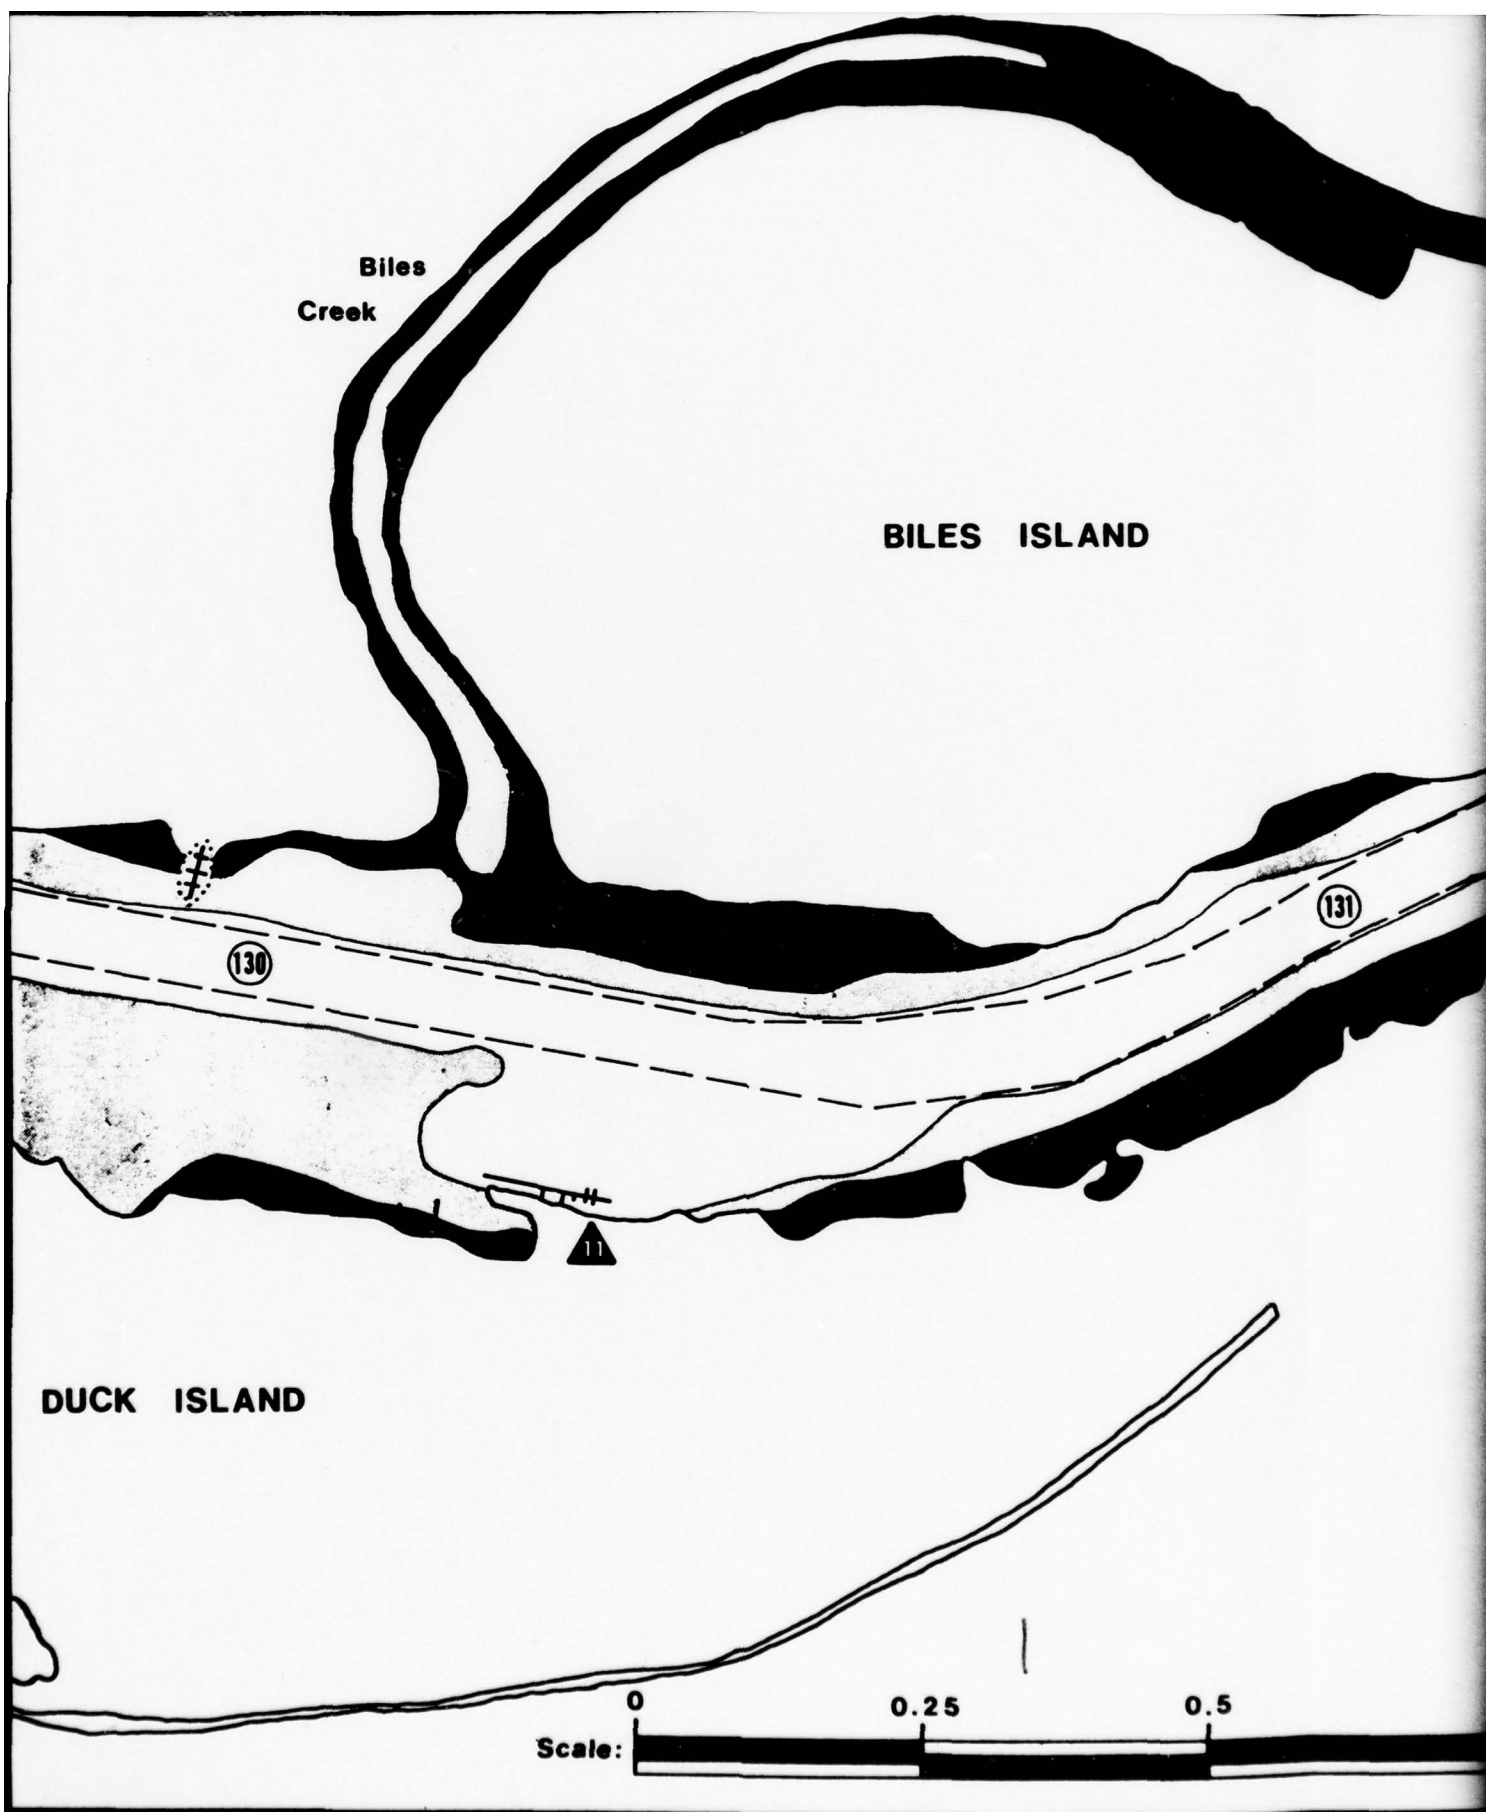 Biles
Creek
BILES ISLAND
131
130
11
DUCK ISLAND
0 0.25 0.5
Scale: